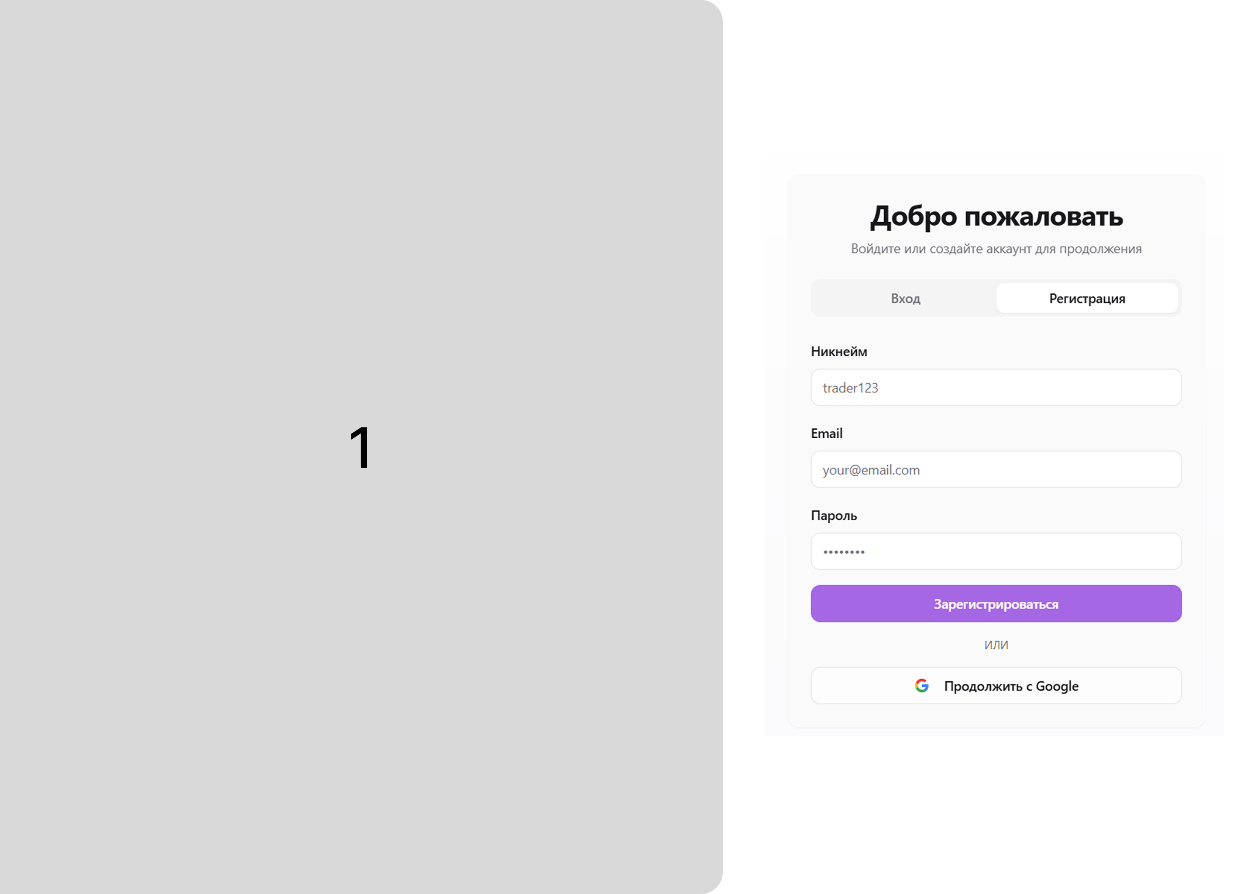 1
Добро пожаловать
Войдите или создайте аккаунт для продолжения
Вход
Регистрация
Никнейм
trader123
Email
your@email.com
Пароль
••••••••
Зарегистрироваться
ИЛИ
Продолжить с Google